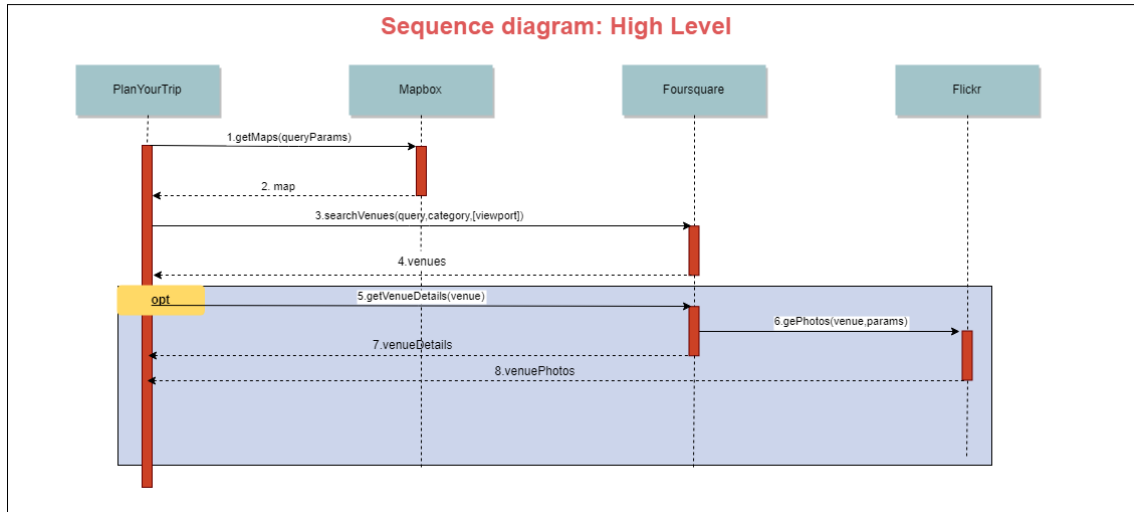 Sequence diagram: High Level
PlanYourTrip
Mapbox
Foursquare
Flickr
1.getMaps(queryParams)
2. map
3.searchVenues(query,category,[viewport])
4.venues
opt
5.getVenueDetails(venue)
6.gePhotos(venue,params)
7.venueDetails
8.venuePhotos